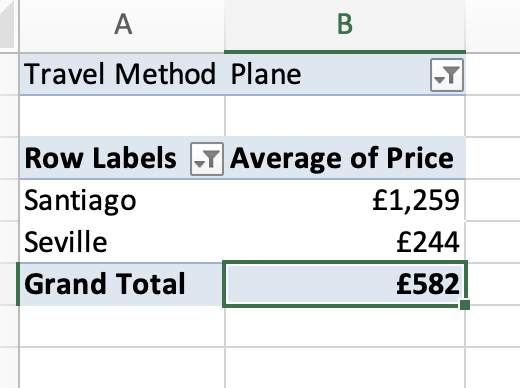 A B
Travel Method Plane
Row Labels Average of Price
Santiago £1,259
Seville £244
Grand Total £582